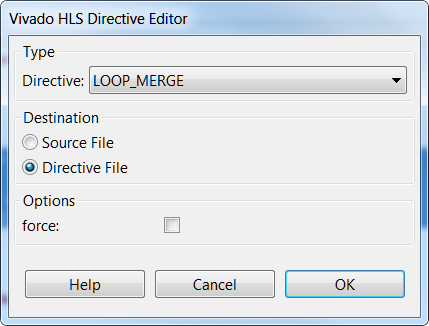 Vivado HLS Directive Editor
Type
Directive: LOOP_MERGE
Destination
Source File
Directive File
Options
force:
Help Cancel OK